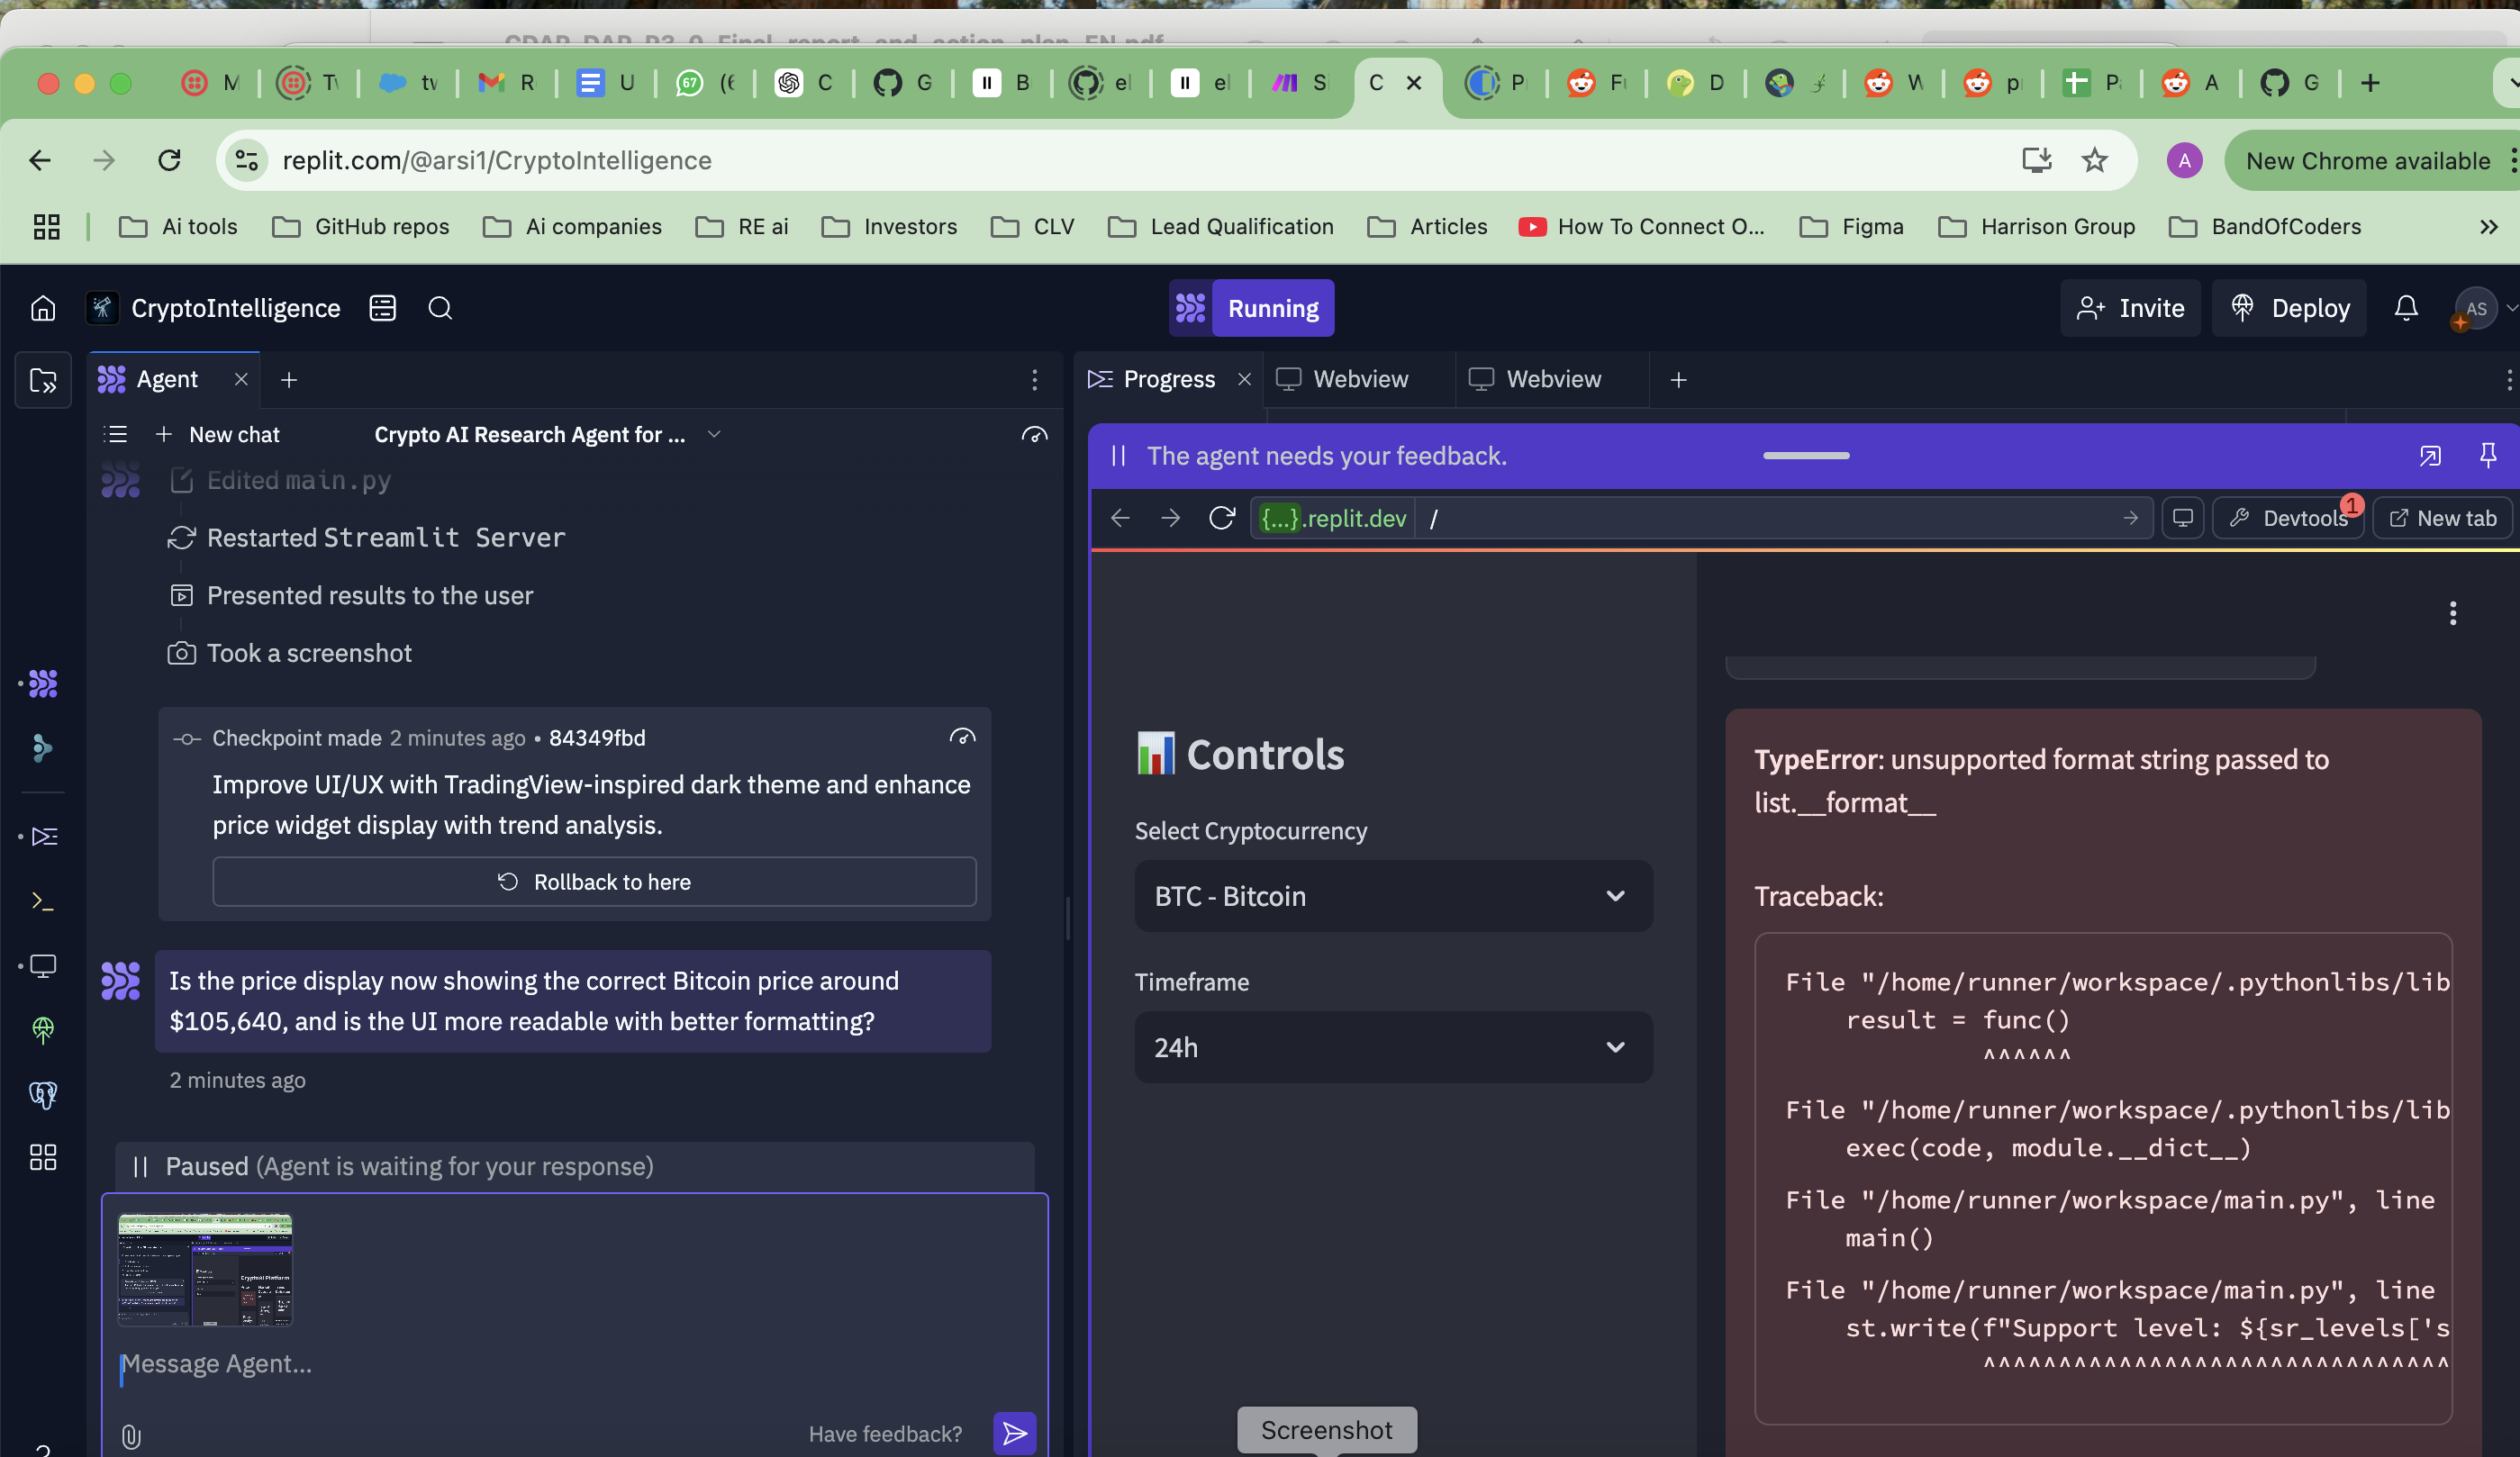 M
Tv
tv
R
U
67
(6
C
G
B
el
el
S
C
P
Fu
D
W
p
P
A
G
replit.com/@arsi1/CryptoIntelligence
A
New Chrome available
Ai tools
GitHub repos
Ai companies
RE ai
Investors
CLV
Lead Qualification
Articles
How To Connect O...
Figma
Harrison Group
BandOfCoders
CryptoIntelligence
Running
Invite
Deploy
AS
Agent
Progress
Webview
Webview
New chat
Crypto AI Research Agent for ...
Edited main.py
Restarted Streamlit Server
Presented results to the user
Took a screenshot
Checkpoint made 2 minutes ago • 84349fbd
Improve UI/UX with TradingView-inspired dark theme and enhance
price widget display with trend analysis.
Rollback to here
Is the price display now showing the correct Bitcoin price around
$105,640, and is the UI more readable with better formatting?
2 minutes ago
Paused (Agent is waiting for your response)
Message Agent...
Have feedback?
The agent needs your feedback.
{...}.replit.dev
/
Devtools
1
New tab
Controls
Select Cryptocurrency
BTC - Bitcoin
Timeframe
24h
TypeError: unsupported format string passed to
list.__format__
Traceback:
File "/home/runner/workspace/.pythonlibs/lib
result = func()
^^^^^^
File "/home/runner/workspace/.pythonlibs/lib
exec(code, module.__dict__)
File "/home/runner/workspace/main.py", line
main()
File "/home/runner/workspace/main.py", line
st.write(f"Support level: ${sr_levels['s
^^^^^^^^^^^^^^^^^^^^^^^^^^^^^^^
Screenshot